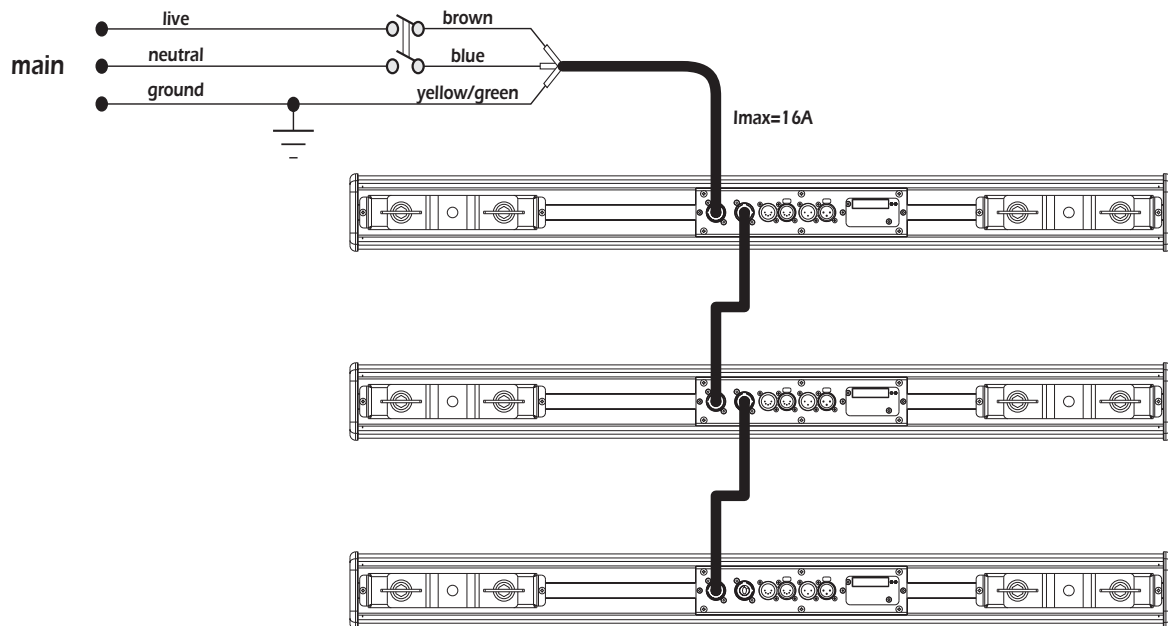 live
brown
main
neutral
blue
ground
yellow/green
Imax=16A